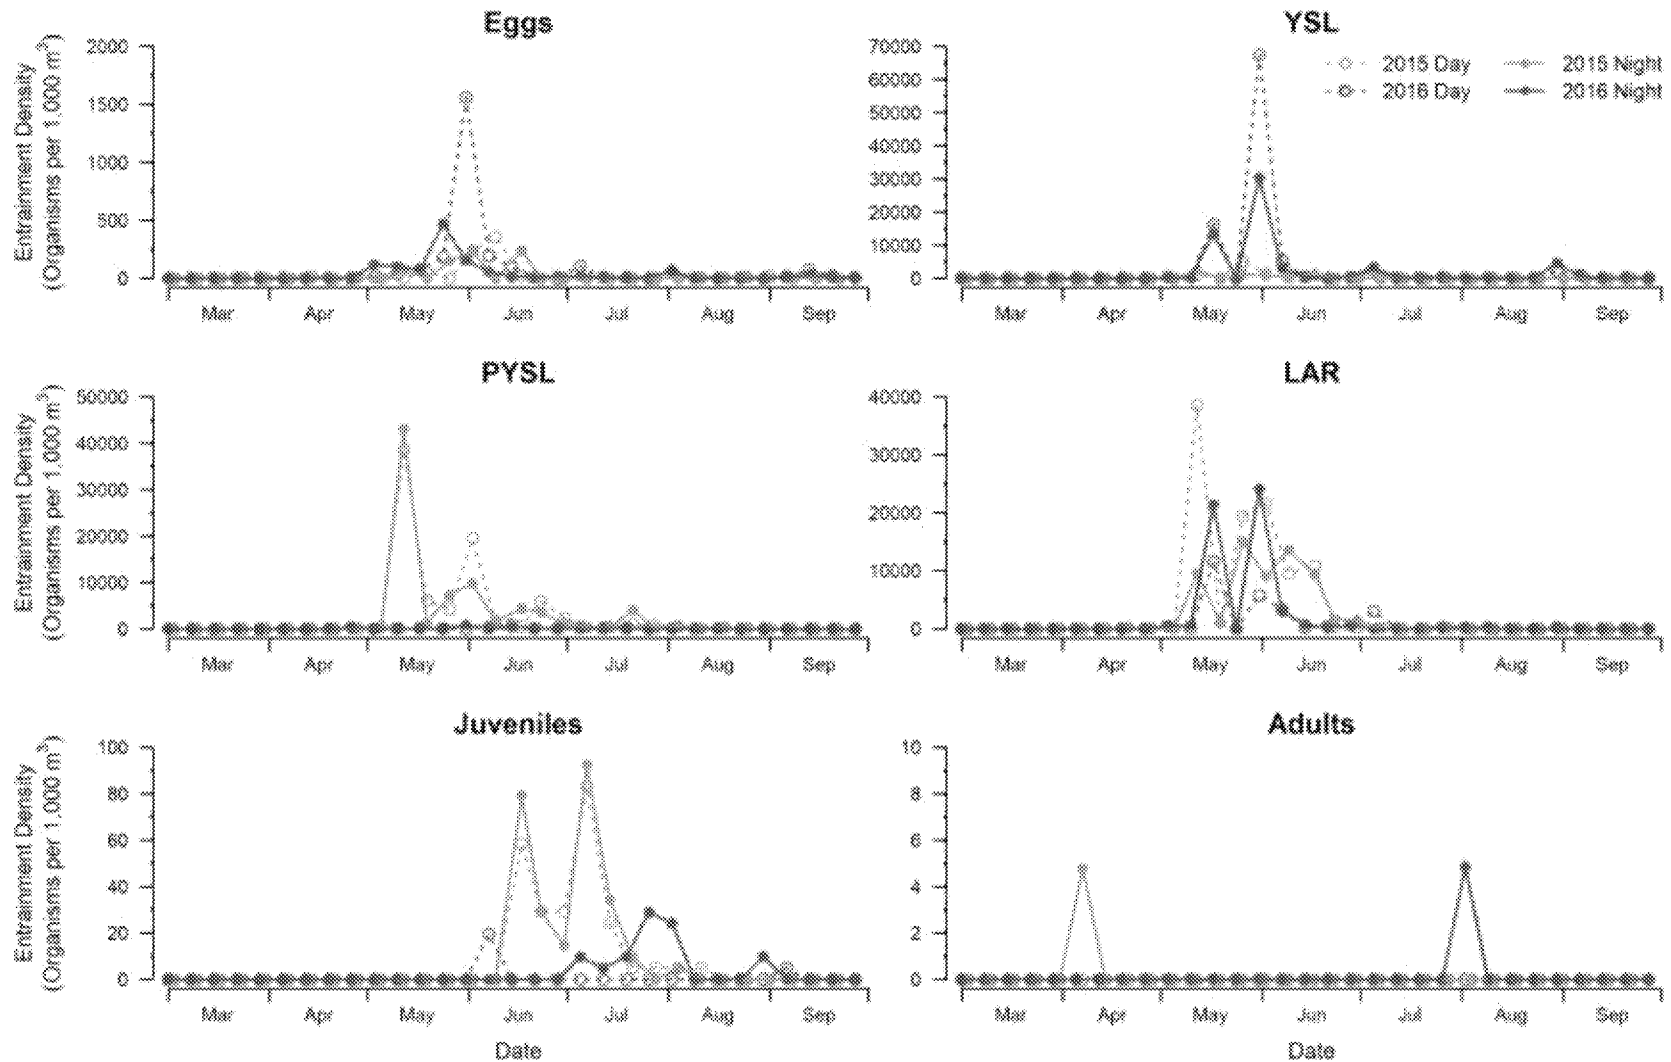 Eggs
Entrainment Density
(Organisms per 1,000 m³)
2000
1500
1000
500
0
Mar Apr May Jun Jul Aug Sep
YSL
70000
60000
50000
40000
30000
20000
10000
0
2015 Day 2015 Night
2016 Day 2016 Night
Mar Apr May Jun Jul Aug Sep
PYSL
Entrainment Density
(Organisms per 1,000 m³)
50000
40000
30000
20000
10000
0
Mar Apr May Jun Jul Aug Sep
LAR
40000
30000
20000
10000
0
Mar Apr May Jun Jul Aug Sep
Juveniles
Entrainment Density
(Organisms per 1,000 m³)
100
80
60
40
20
0
Mar Apr May Jun Jul Aug Sep
Date
Adults
10
8
6
4
2
0
Mar Apr May Jun Jul Aug Sep
Date